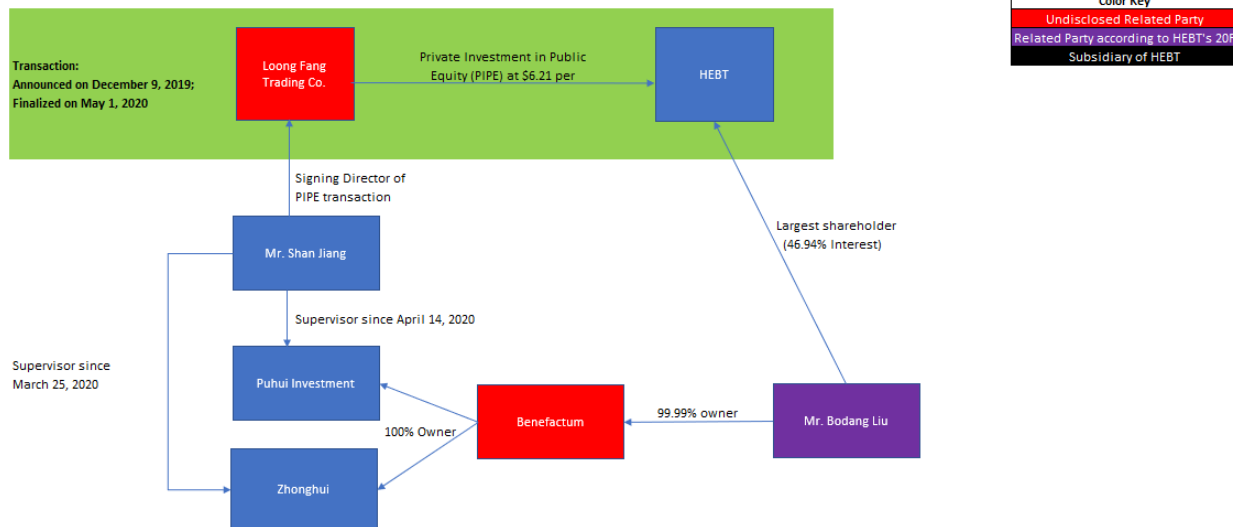 Color Key
Undisclosed Related Party
Related Party according to HEBT's 20F
Subsidiary of HEBT
Transaction:
Announced on December 9, 2019;
Finalized on May 1, 2020
Loong Fang
Trading Co.
Private Investment in Public
Equity (PIPE) at $6.21 per
HEBT
Signing Director of
PIPE transaction
Mr. Shan Jiang
Largest shareholder
(46.94% Interest)
Supervisor since April 14, 2020
Supervisor since
March 25, 2020
Puhui Investment
100% Owner
Benefactum
99.99% owner
Mr. Bodang Liu
Zhonghui